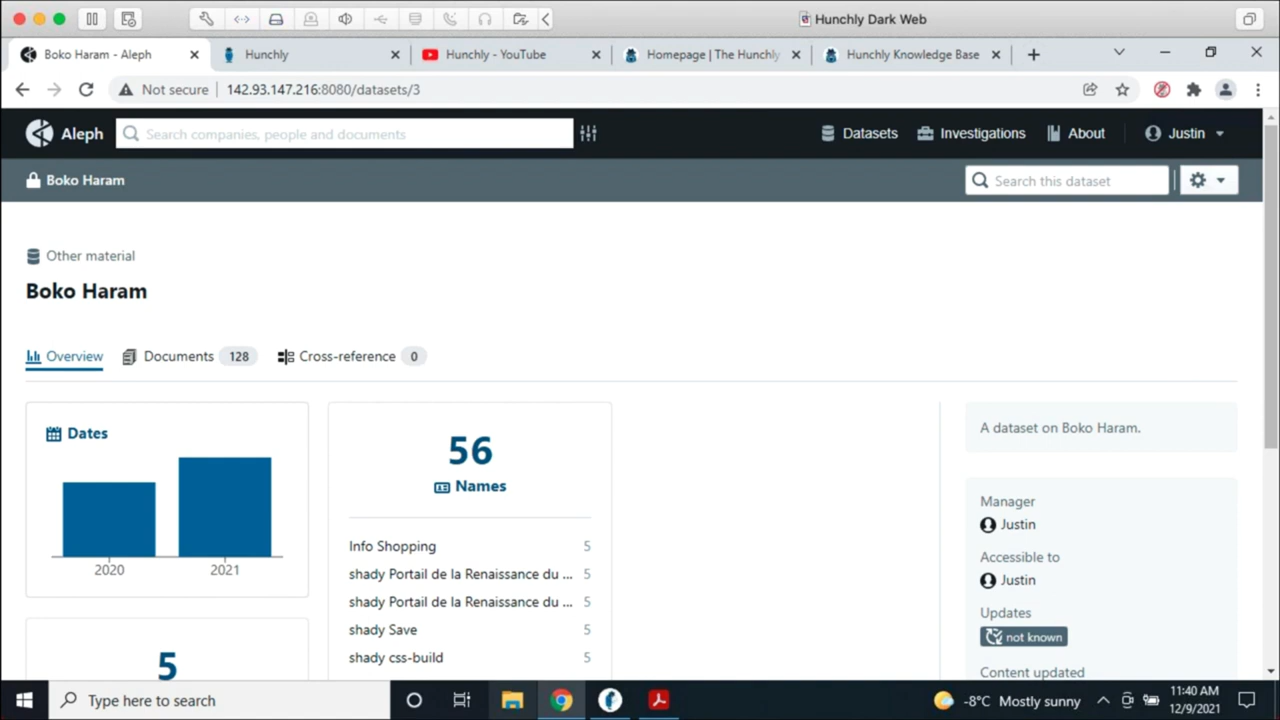 Hunchly Dark Web
Boko Haram - Aleph
Hunchly
Hunchly - YouTube
Homepage | The Hunchly
Hunchly Knowledge Base
Not secure
142.93.147.216:8080/datasets/3
Aleph
Search companies, people and documents
Datasets
Investigations
About
Justin
Boko Haram
Search this dataset
Other material
Boko Haram
Overview
Documents 128
Cross-reference 0
Dates
2020 2021
56
Names
Info Shopping 5
shady Portail de la Renaissance du ... 5
shady Portail de la Renaissance du ... 5
shady Save 5
shady css-build 5
5
A dataset on Boko Haram.
Manager
Justin
Accessible to
Justin
Updates
not known
Content updated
Type here to search
-8°C Mostly sunny
11:40 AM
12/9/2021